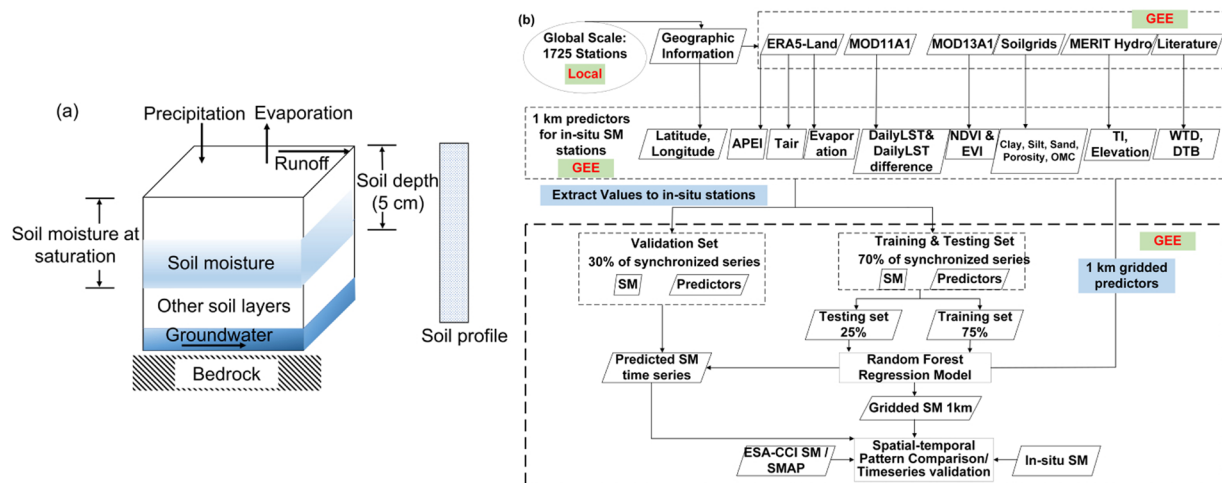 (a)
Precipitation
Evaporation
Runoff
Soil depth
(5 cm)
Soil moisture at
saturation
Soil moisture
Other soil layers
Groundwater
Bedrock
Soil profile
(b)
Global Scale:
1725 Stations
Local
Geographic
Information
GEE
ERA5-Land
MOD11A1
MOD13A1
Soilgrids
MERIT Hydro
Literature
1 km predictors
for in-situ SM
stations
GEE
Latitude,
Longitude
APEI
Tair
Evapor
ation
DailyLST&
DailyLST
difference
NDVI &
EVI
Clay, Silt, Sand,
Porosity, OMC
TI,
Elevation
WTD,
DTB
Extract Values to in-situ stations
Validation Set
30% of synchronized series
SM
Predictors
Training & Testing Set
70% of synchronized series
SM
Predictors
GEE
1 km gridded
predictors
Testing set
25%
Training set
75%
Predicted SM
time series
Random Forest
Regression Model
Gridded SM 1km
ESA-CCI SM /
SMAP
Spatial-temporal
Pattern Comparison/
Timeseries validation
In-situ SM